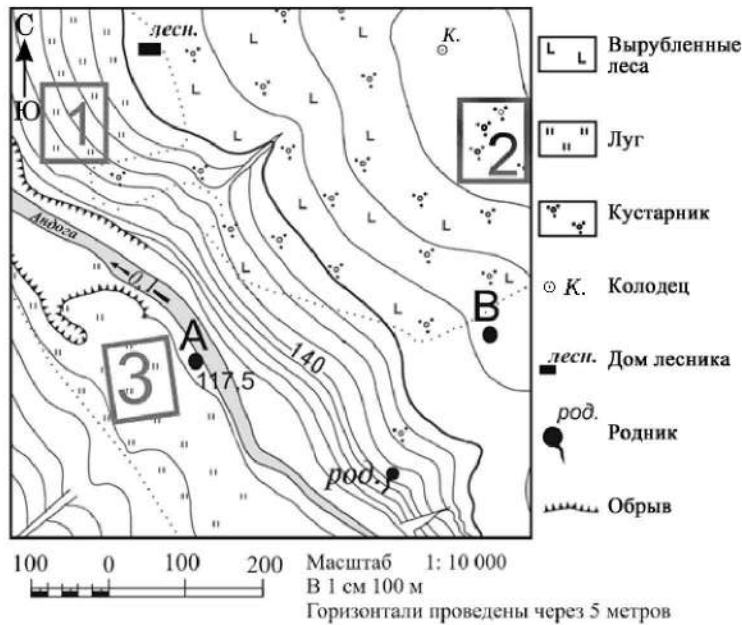 С
Ю
лесн.
К.
1
2
Андога
0,1
А
117,5
В
3
140
род.
Вырубленные
леса
Луг
Кустарник
К.
Колодец
лесн.
Дом лесника
род.
Родник
Обрыв
100 0 100 200
Масштаб 1: 10 000
В 1 см 100 м
Горизонтали проведены через 5 метров